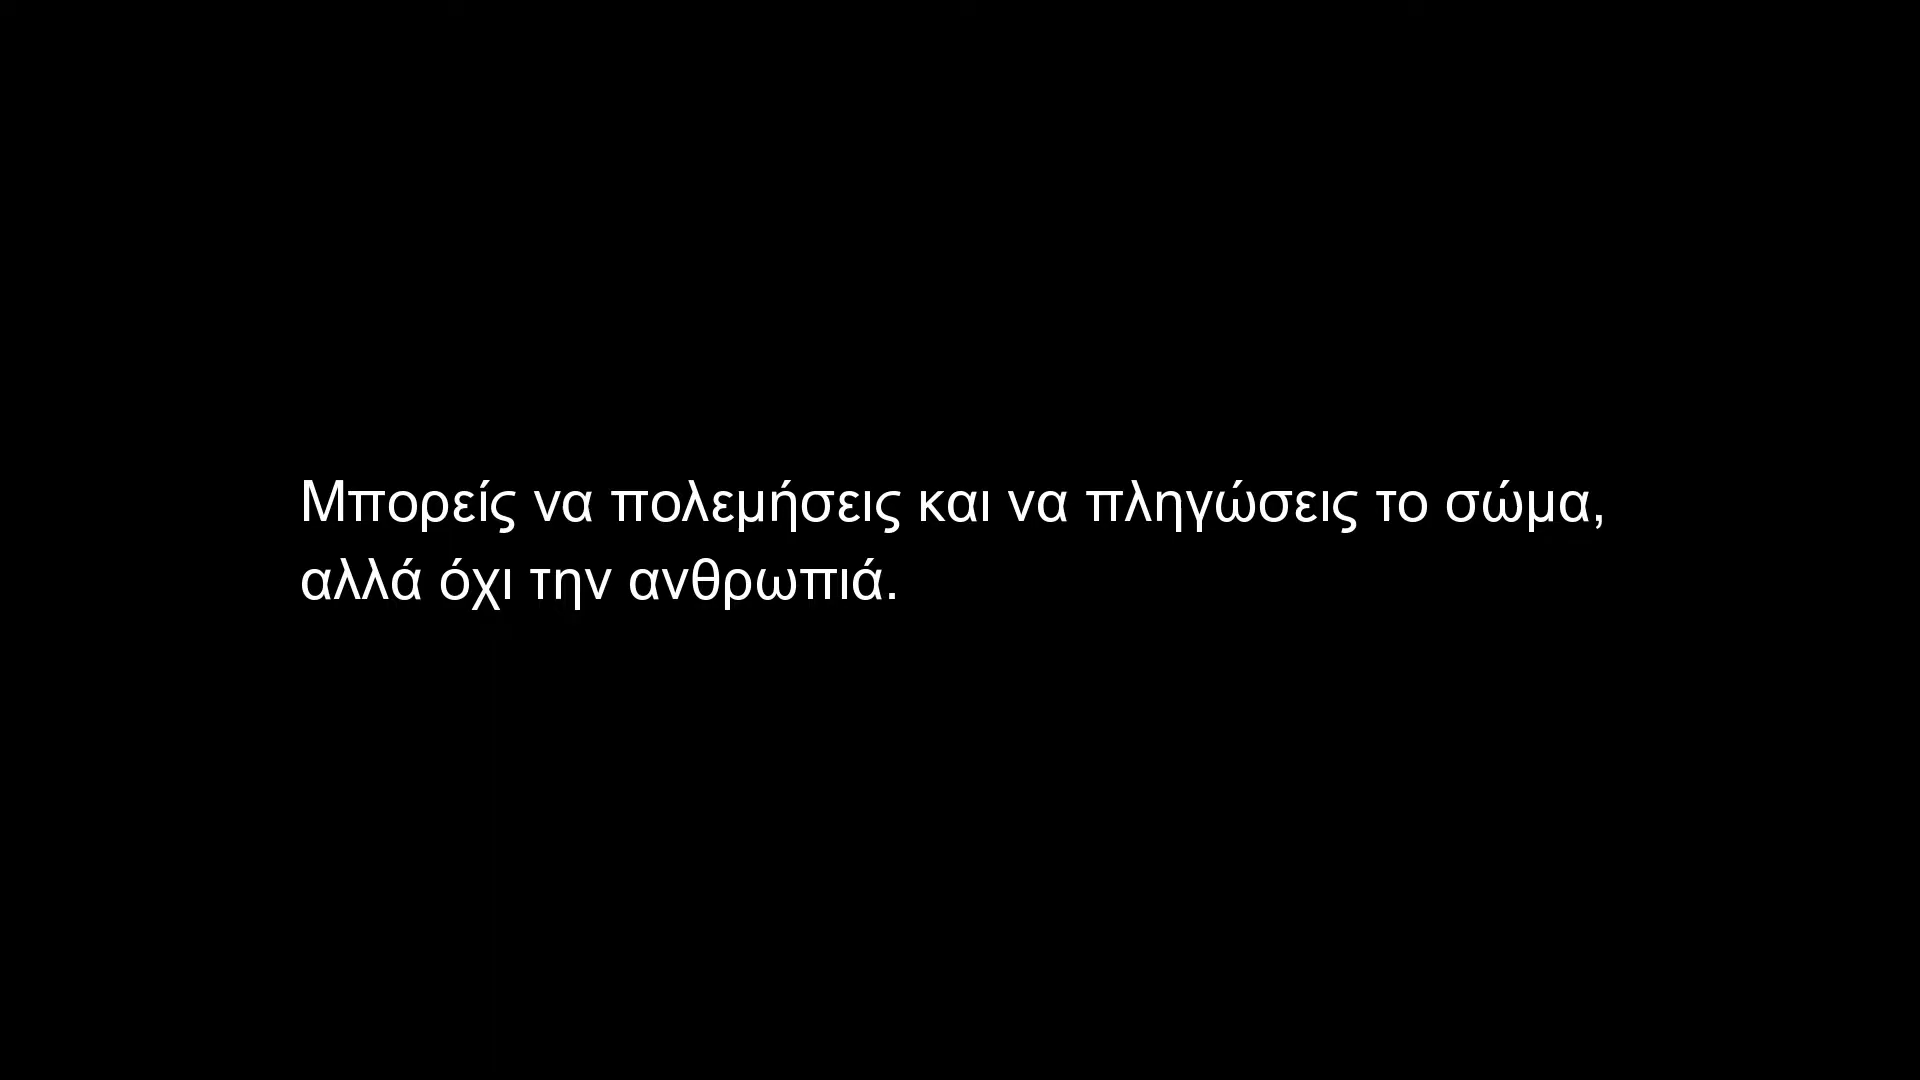 Μπορείς να πολεμήσεις και να πληγώσεις το σώμα,
αλλά όχι την ανθρωπιά.